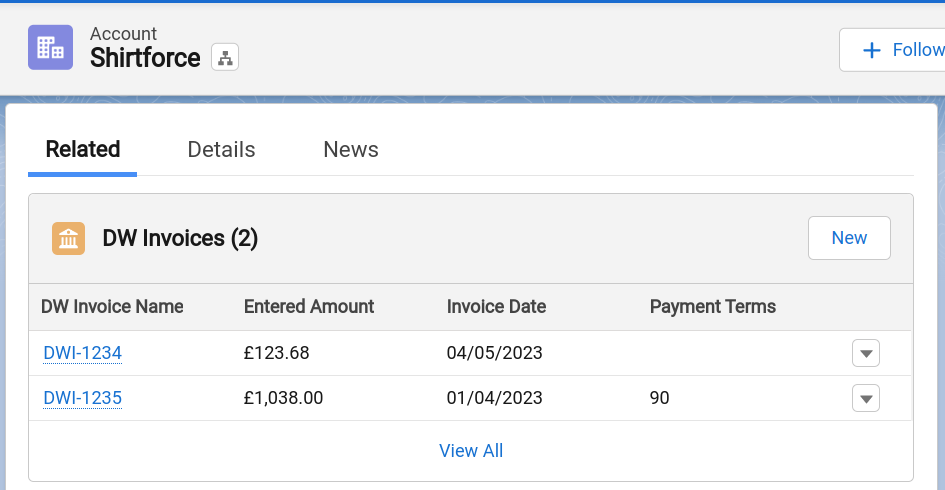 Account
Shirtforce
+ Follow
Related Details News
DW Invoices (2)
New
DW Invoice Name Entered Amount Invoice Date Payment Terms
DWI-1234 £123.68 04/05/2023
DWI-1235 £1,038.00 01/04/2023 90
View All